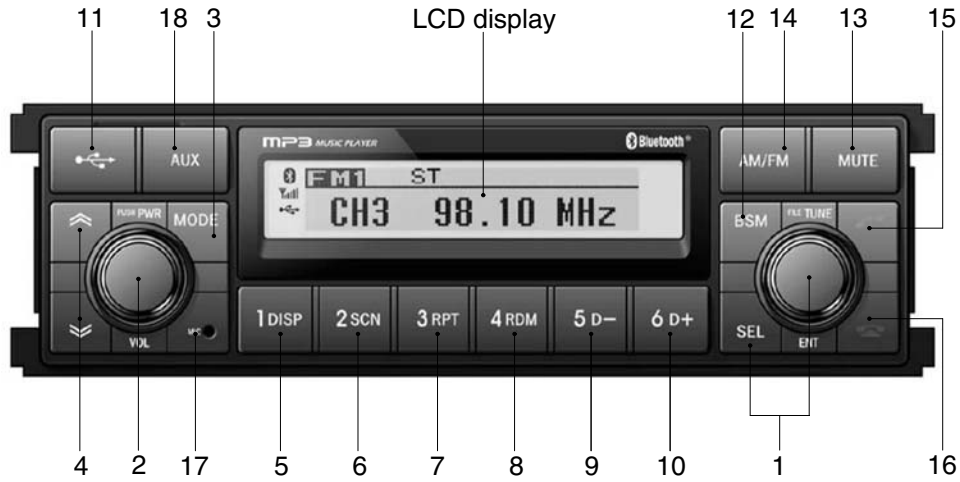 11 18 3 LCD display 12 14 13 15
MP3 MUSIC PLAYER Bluetooth®
AUX AM/FM MUTE
FM1 ST
CH3 98.10 MHz
PUSH PWR MODE BSM FILE TUNE
VOL MIC SEL ENT
1 DISP 2 SCN 3 RPT 4 RDM 5 D− 6 D+
4 2 17 5 6 7 8 9 10 1 16